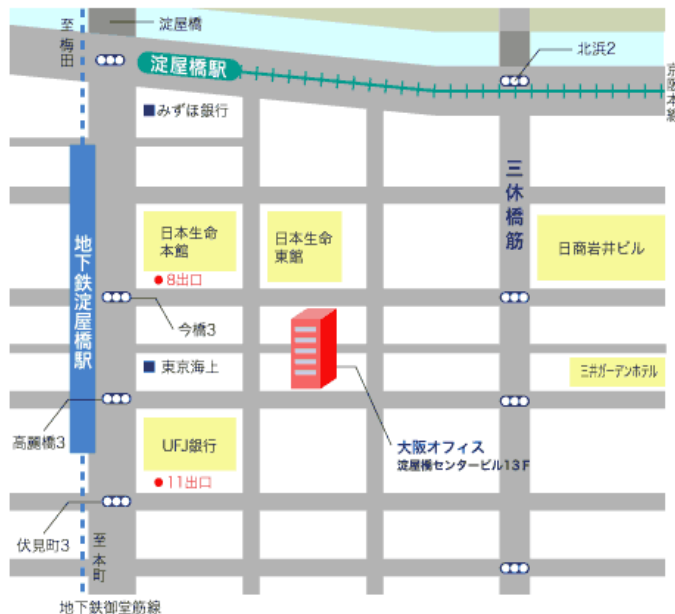 至梅田
淀屋橋
淀屋橋駅
北浜2
京阪本線
みずほ銀行
三休橋筋
地下鉄淀屋橋駅
日本生命
本館
日本生命
東館
日商岩井ビル
8出口
今橋3
東京海上
三井ガーデンホテル
高麗橋3
UFJ銀行
大阪オフィス
淀屋橋センタービル13F
11出口
伏見町3
至本町
地下鉄御堂筋線